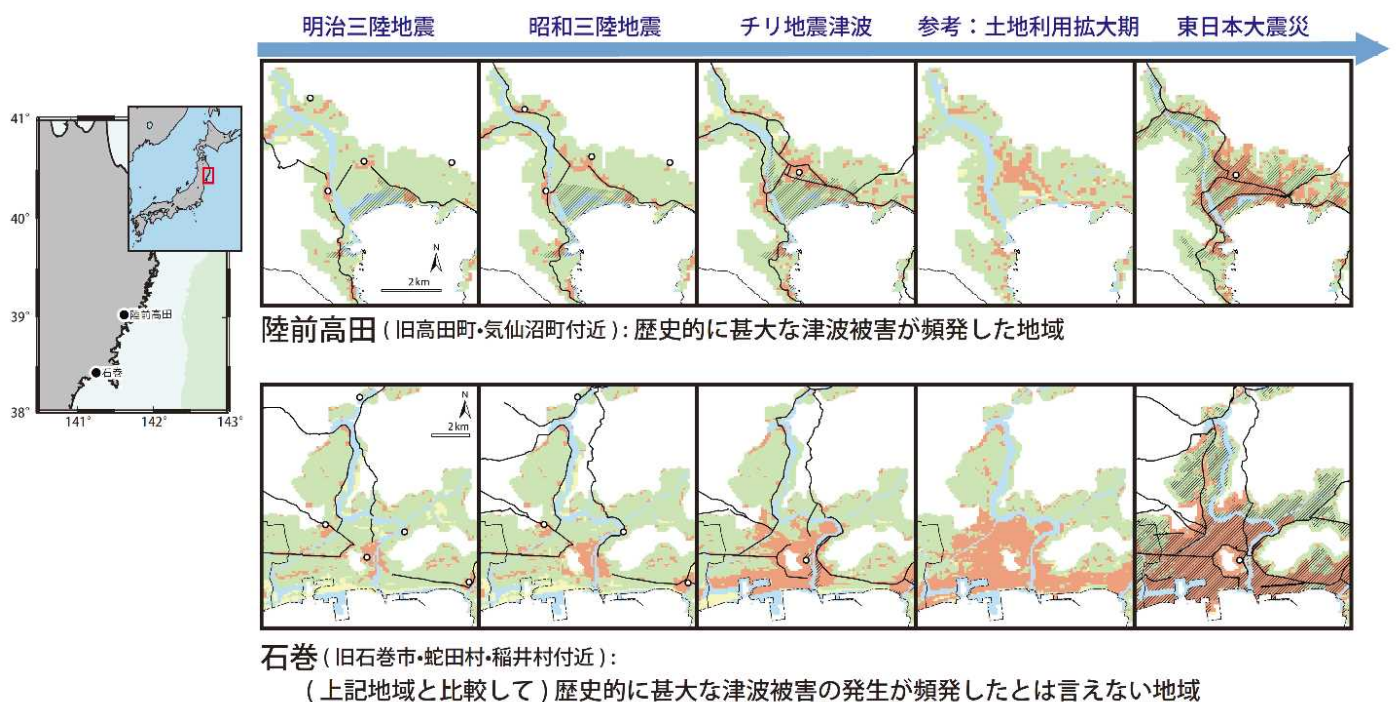 明治三陸地震
昭和三陸地震
チリ地震津波
参考：土地利用拡大期
東日本大震災
41°
40°
39°
38°
141°
142°
143°
陸前高田
石巻
N
2km
陸前高田 ( 旧高田町・気仙沼町付近 ) : 歴史的に甚大な津波被害が頻発した地域
N
2km
石巻 ( 旧石巻市・蛇田村・稲井村付近 ) :
( 上記地域と比較して ) 歴史的に甚大な津波被害の発生が頻発したとは言えない地域